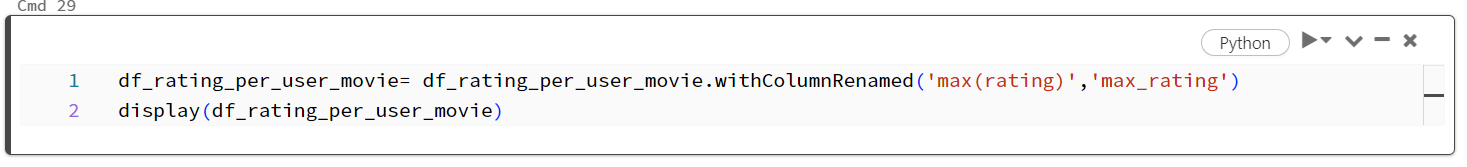 Cmd 29
Python
1 df_rating_per_user_movie= df_rating_per_user_movie.withColumnRenamed('max(rating)','max_rating')
2 display(df_rating_per_user_movie)